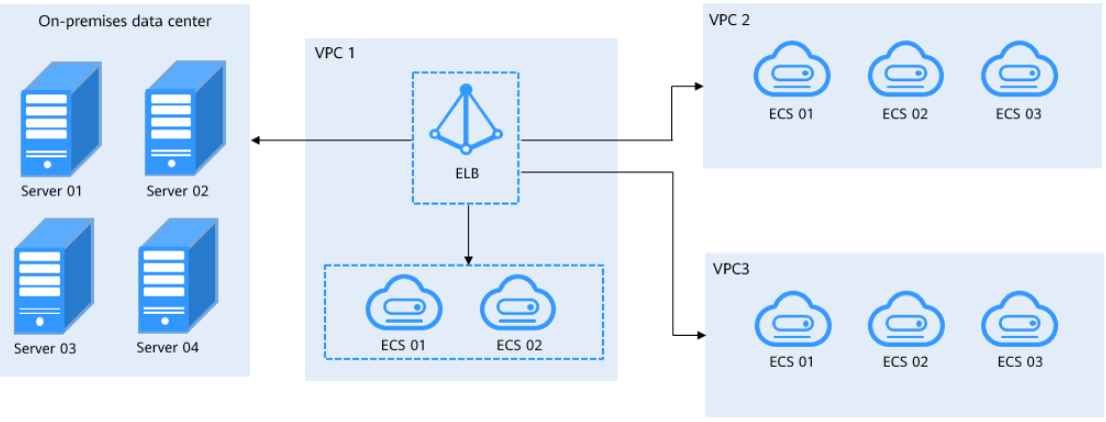 On-premises data center
Server 01
Server 02
Server 03
Server 04
VPC 1
ELB
ECS 01
ECS 02
VPC 2
ECS 01
ECS 02
ECS 03
VPC3
ECS 01
ECS 02
ECS 03